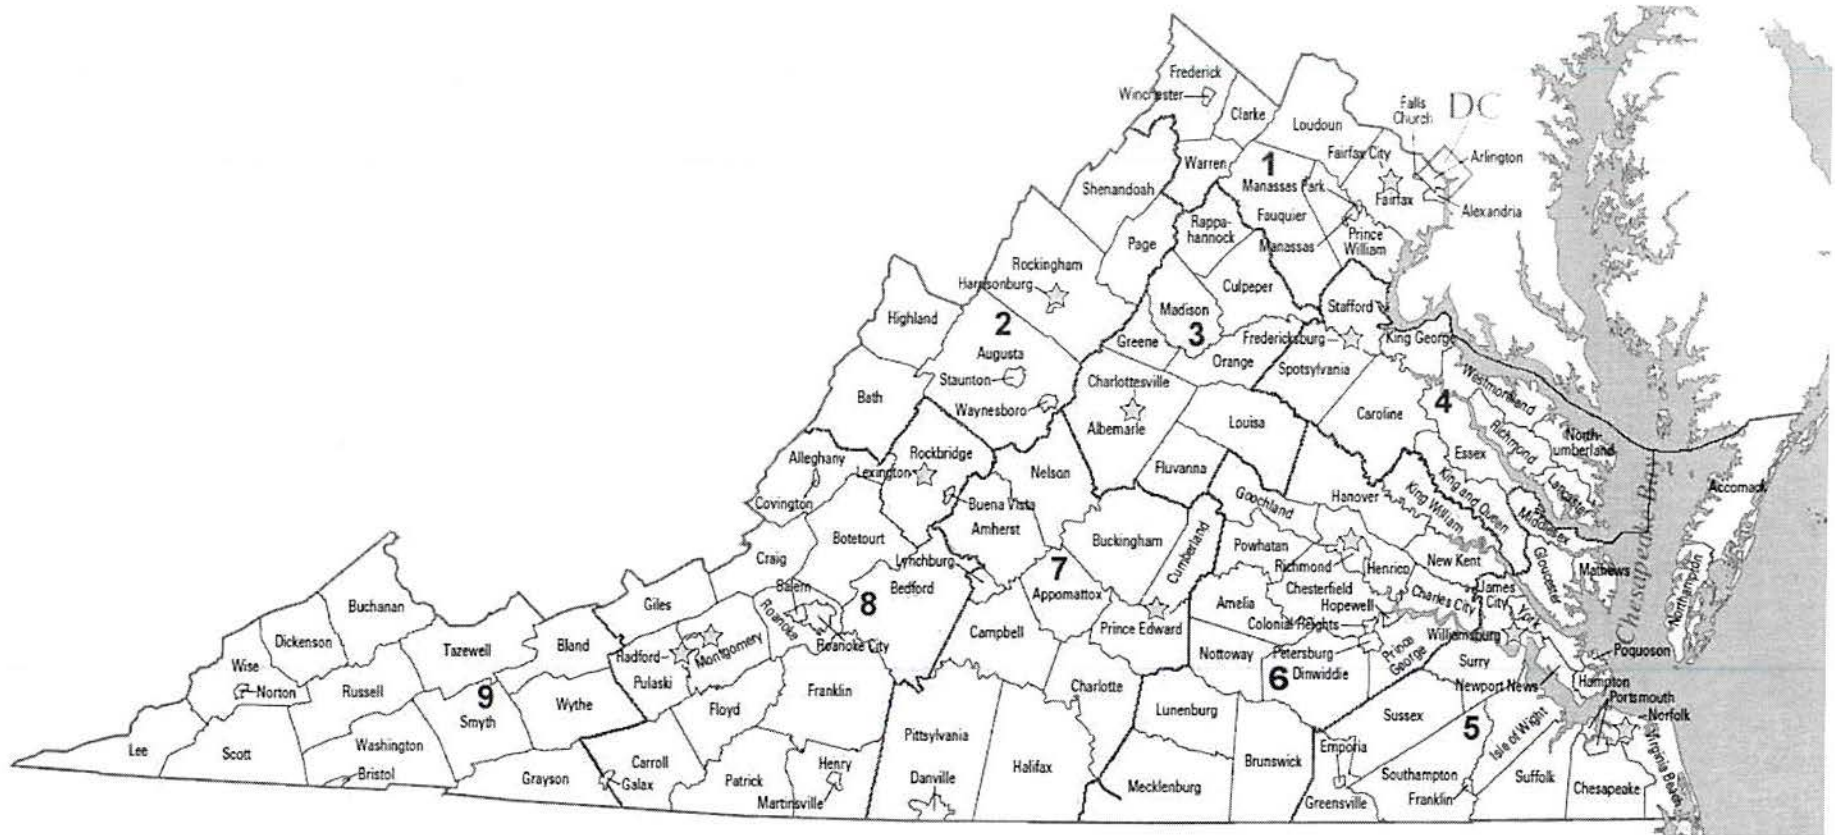 Frederick
Winchester
Clarke
Loudoun
Falls
Church
DC
Fairfax City
Arlington
Warren
1
Manassas Park
Shenandoah
Fairfax
Alexandria
Rappa-
hannock
Fauquier
Manassas
Prince
William
Page
Rockingham
Harrisonburg
Culpeper
Stafford
Highland
2
Madison
3
Greene
Fredericksburg
King George
Augusta
Orange
Spotsylvania
Staunton
Charlottesville
Westmoreland
Bath
Waynesboro
Albemarle
Louisa
Caroline
4
Richmond
North-
umberland
Essex
Alleghany
Rockbridge
Lexington
Nelson
Fluvanna
Lancaster
Accomack
Covington
Buena Vista
Goochland
Hanover
King William
King and Queen
Middlesex
Chesapeake Bay
Amherst
Botetourt
Buckingham
Cumberland
Powhatan
Craig
Lynchburg
7
Richmond
Henrico
New Kent
Gloucester
Mathews
Northampton
Salem
8
Bedford
Appomattox
Chesterfield
Charles City
James
City
York
Buchanan
Giles
Roanoke
Amelia
Hopewell
Colonial Heights
Dickenson
Tazewell
Bland
Radford
Montgomery
Roanoke City
Campbell
Prince Edward
Nottoway
Petersburg
Prince
George
Williamsburg
Poquoson
Wise
Norton
Russell
Pulaski
6
Dinwiddie
Surry
Newport News
Hampton
Portsmouth
Norfolk
9
Smyth
Wythe
Floyd
Franklin
Charlotte
Lunenburg
Sussex
5
Isle of Wight
Virginia Beach
Lee
Scott
Washington
Bristol
Grayson
Carroll
Galax
Patrick
Henry
Martinsville
Pittsylvania
Danville
Halifax
Mecklenburg
Brunswick
Emporia
Greensville
Southampton
Franklin
Suffolk
Chesapeake